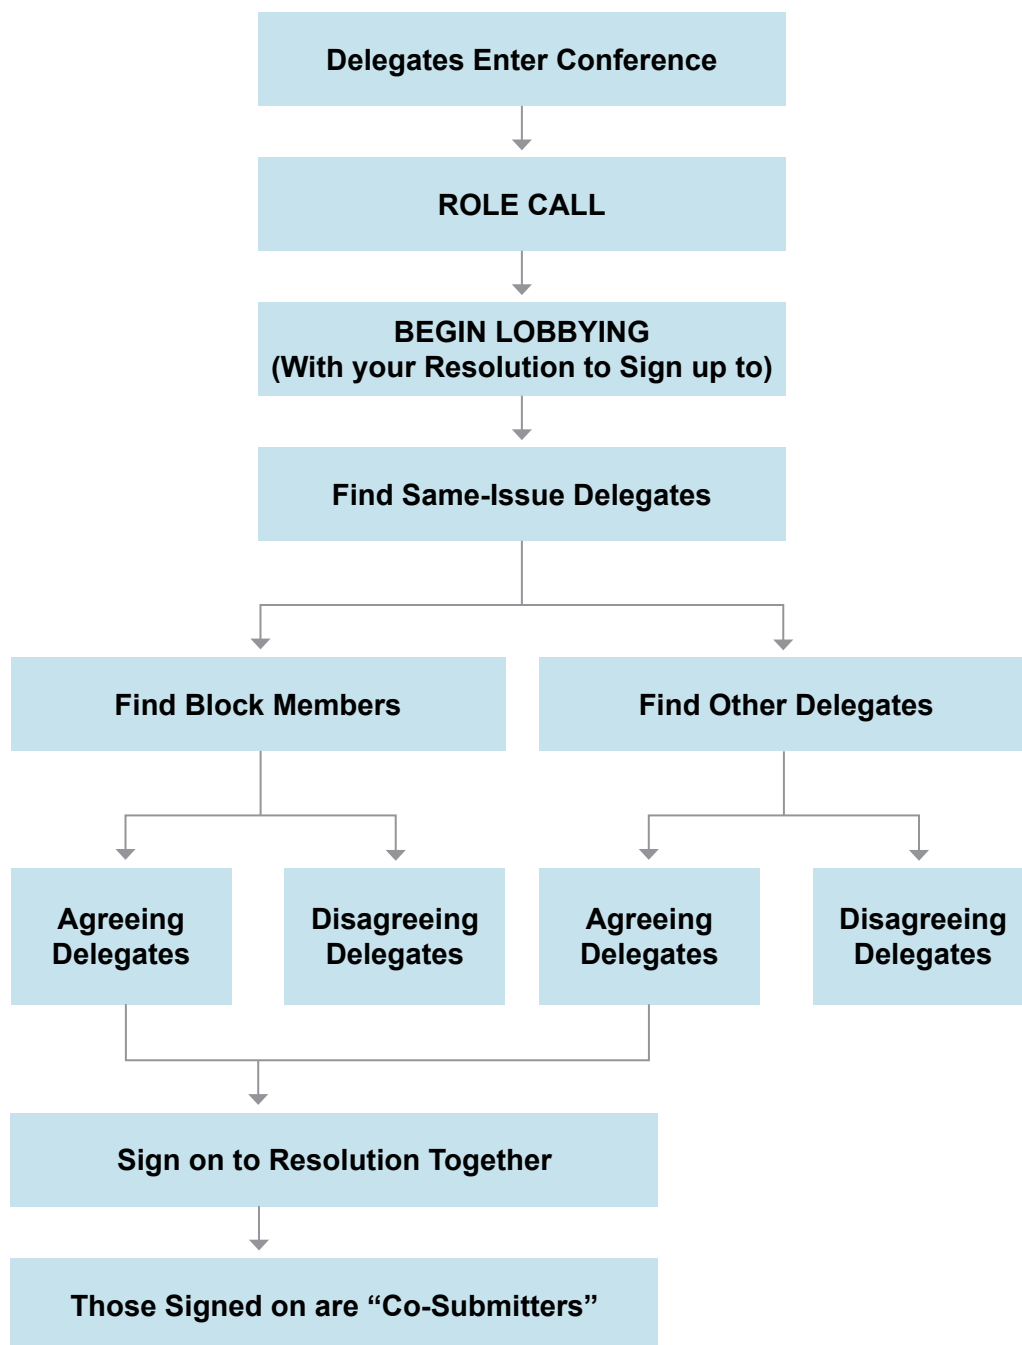 Delegates Enter Conference
ROLE CALL
BEGIN LOBBYING
(With your Resolution to Sign up to)
Find Same-Issue Delegates
Find Block Members
Find Other Delegates
Agreeing
Delegates
Disagreeing
Delegates
Agreeing
Delegates
Disagreeing
Delegates
Sign on to Resolution Together
Those Signed on are “Co-Submitters”